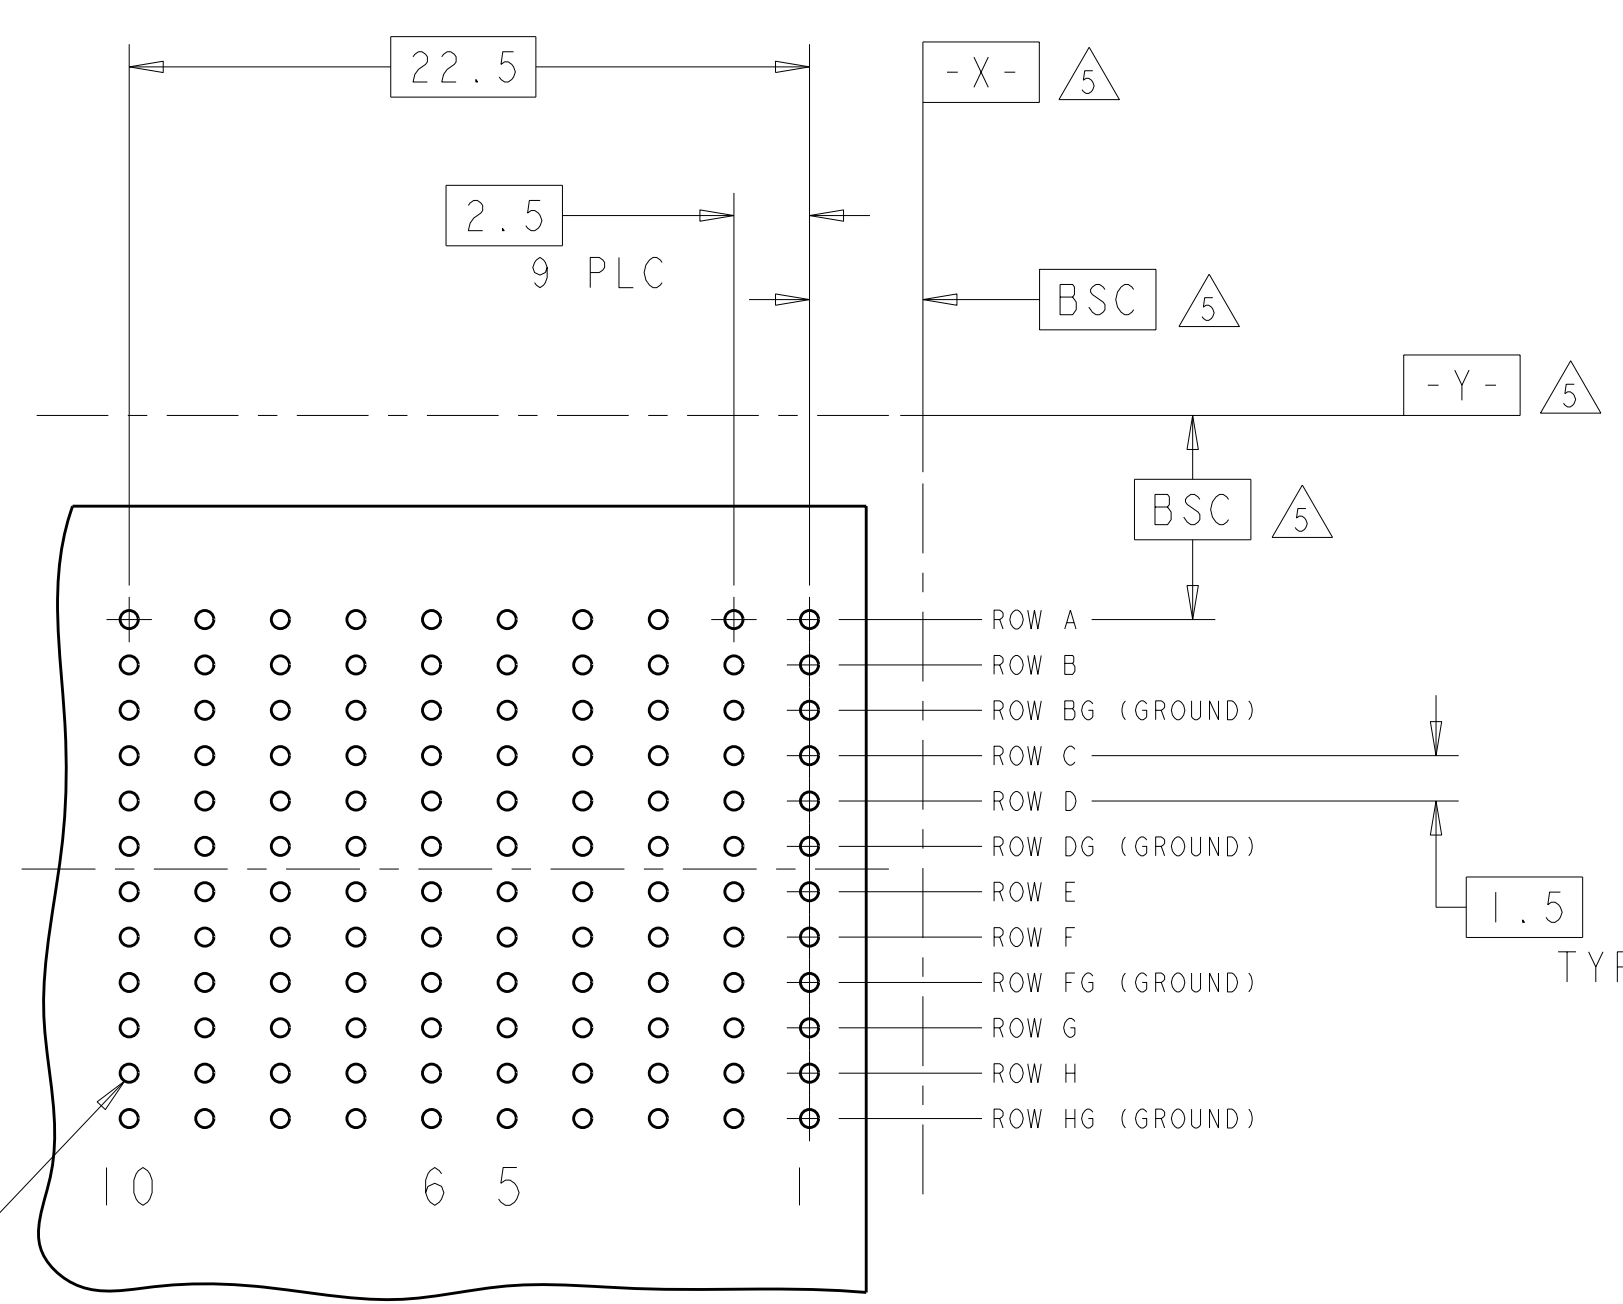 22.5
-X- 5
2.5
9 PLC
BSC 5
-Y- 5
BSC 5
ROW A
ROW B
ROW BG (GROUND)
ROW C
ROW D
ROW DG (GROUND)
ROW E
1.5
ROW F
TYP
ROW FG (GROUND)
ROW G
ROW H
ROW HG (GROUND)
10 6 5 1